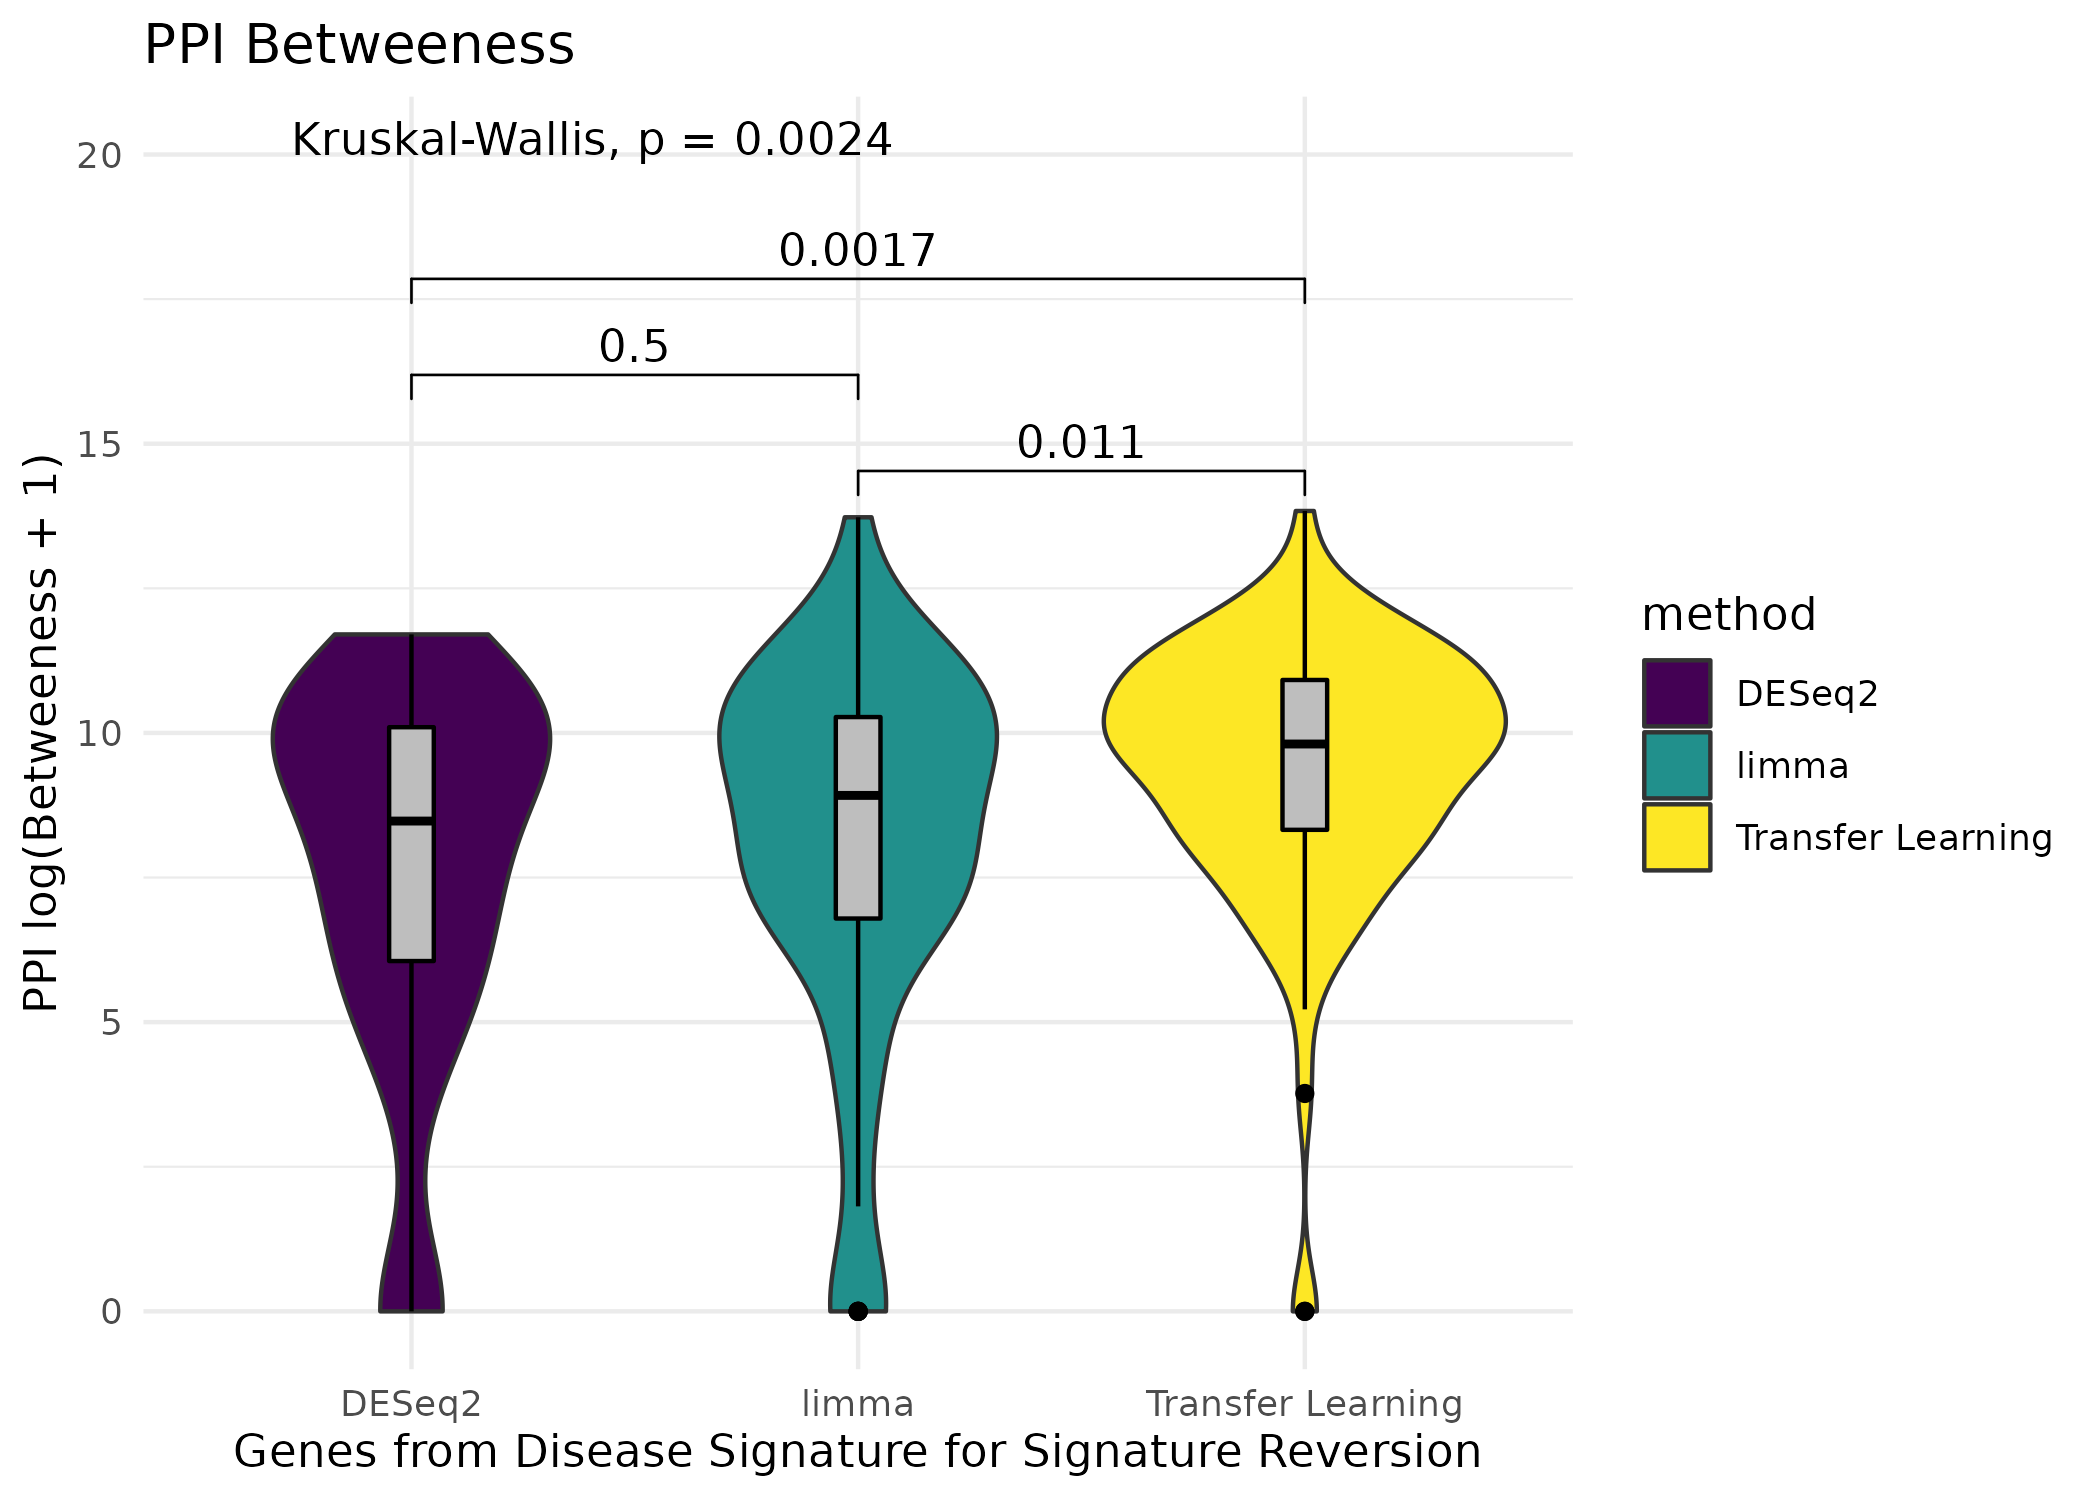 PPI Betweeness
Kruskal-Wallis, p = 0.0024
0.0017
0.5
0.011
20
15
10
5
0
PPI log(Betweeness + 1)
DESeq2
limma
Transfer Learning
Genes from Disease Signature for Signature Reversion
method
DESeq2
limma
Transfer Learning